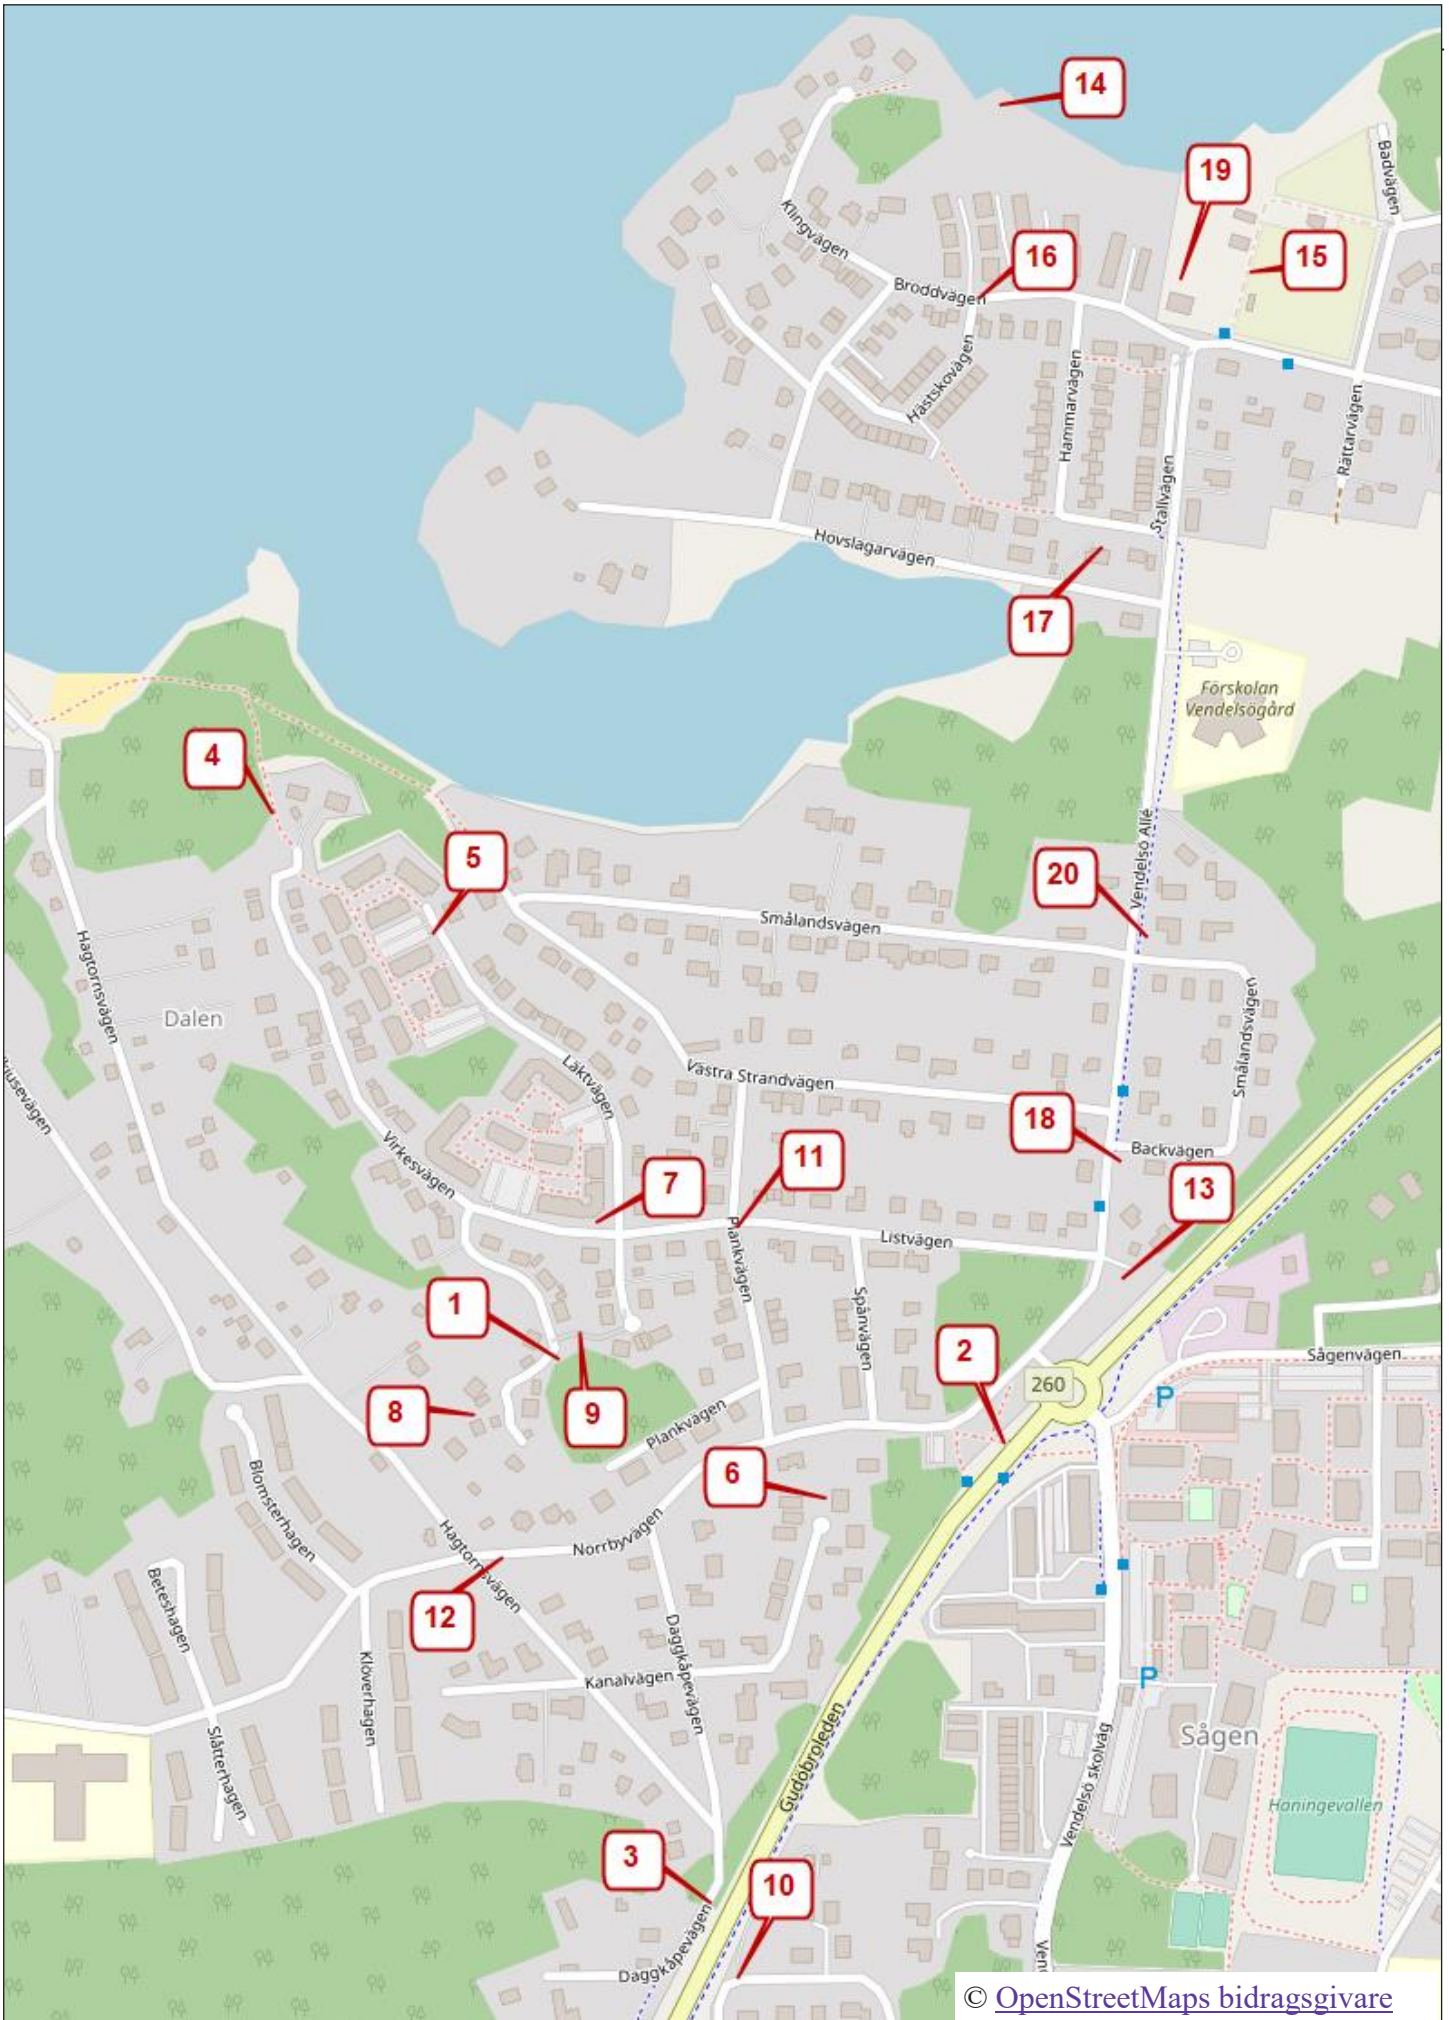 14
Badvägen
19
Klingvägen
16
15
Broddvägen
Hästskovägen
Hammarvägen
Rättarvägen
Stallvägen
Hovslagarvägen
17
Förskolan
Vendelsögård
4
5
Vendelsö Allé
20
Smålandsvägen
Hagtornsvägen
Dalen
Smålandsvägen
Läktvägen
Västra Strandvägen
18
Virkesvägen
11
Backvägen
7
13
Plankvägen
Listvägen
1
Spånvägen
2
Sågenvägen
260
P
8
9
Plankvägen
6
Blomsterhagen
Hagtornsvägen
Norrbyvägen
12
Beteshagen
Daggkåpevägen
Klöverhagen
Kanalvägen
P
Slåtterhagen
Gudöbroleden
Vendelsö skolväg
Sågen
Haningevallen
3
10
Daggkåpevägen
Vend
© OpenStreetMaps bidragsgivare